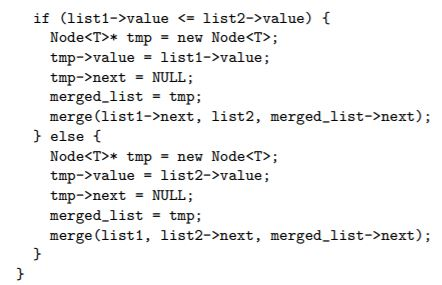 if (list1->value <= list2->value) {
Node<T>* tmp = new Node<T>;
tmp->value = list1->value;
tmp->next = NULL;
merged_list = tmp;
merge(list1->next, list2, merged_list->next);
} else {
Node<T>* tmp = new Node<T>;
tmp->value = list2->value;
tmp->next = NULL;
merged_list = tmp;
merge(list1, list2->next, merged_list->next);
}
}